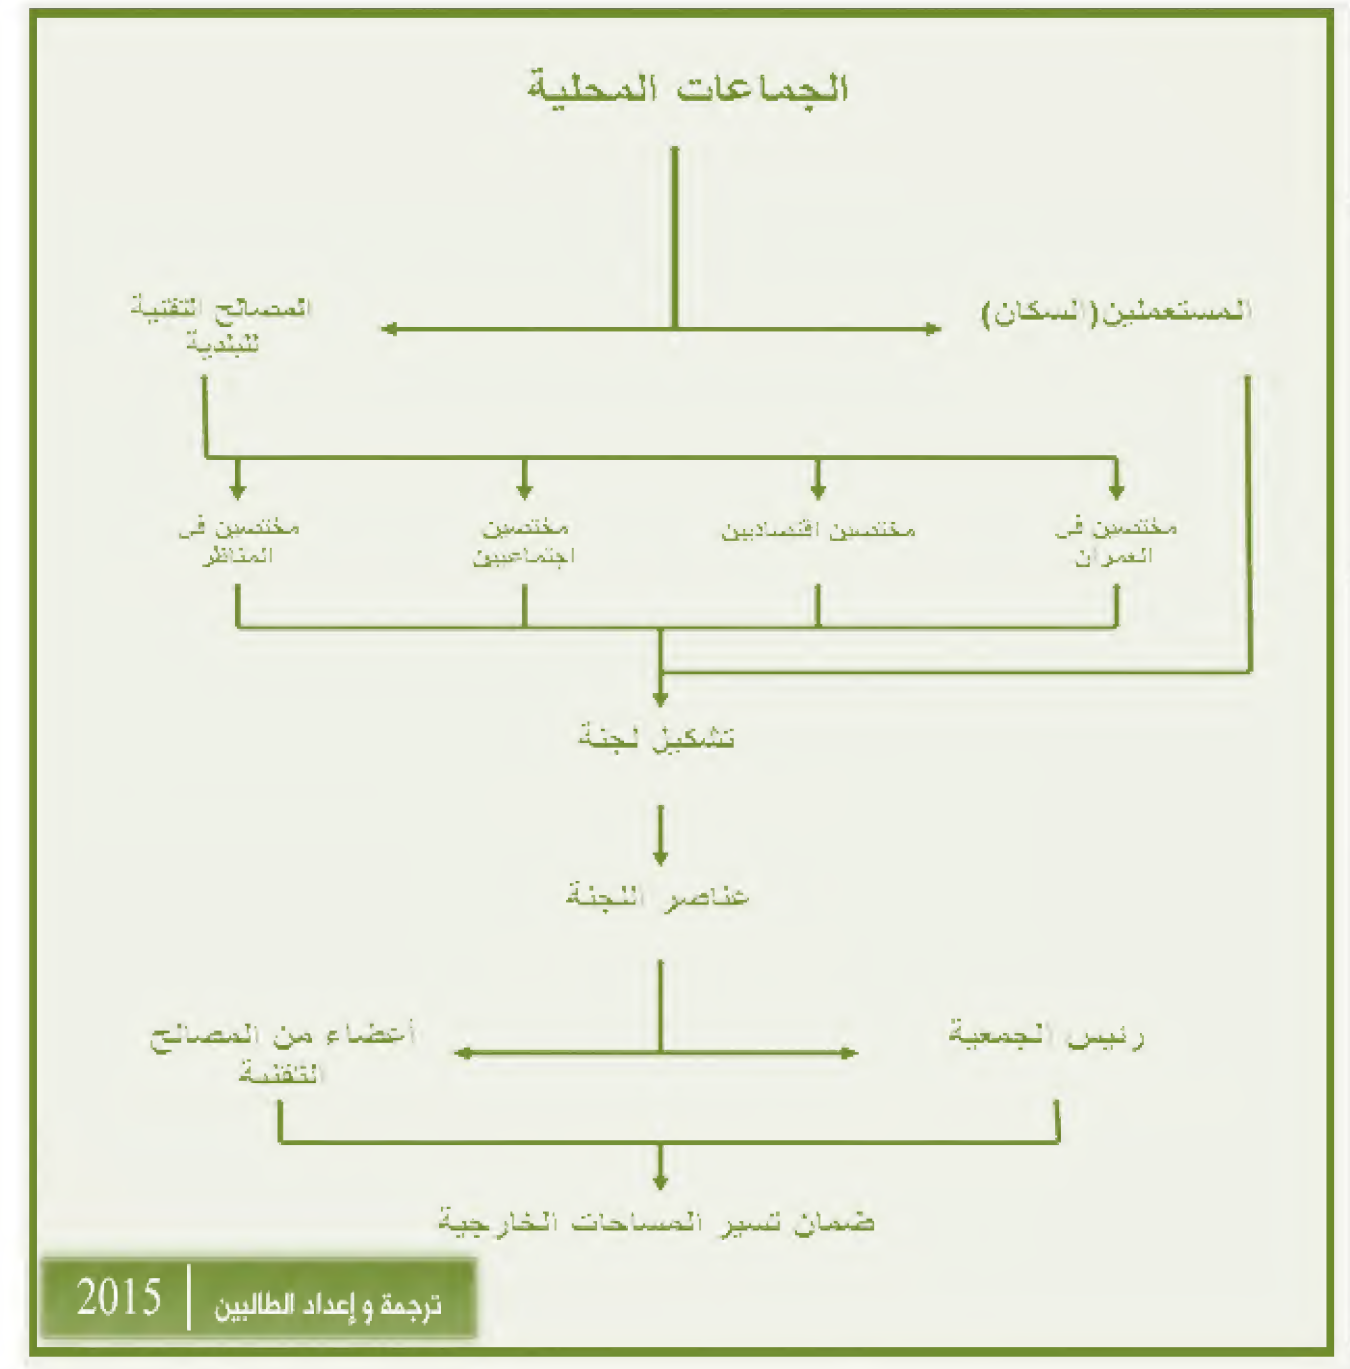 الجماعات المحلية
المستعملين(السكان)
المصالح التقنية
للبلدية
مختصين في
العمران
مختصين اقتصاديين
مختصين
اجتماعيين
مختصين في
المناظر
تشكيل لجنة
عناصر اللجنة
رئيس الجمعية
أعضاء من المصالح
التقنية
ضمان تسير المساحات الخارجية
ترجمة و إعداد الطالبين | 2015